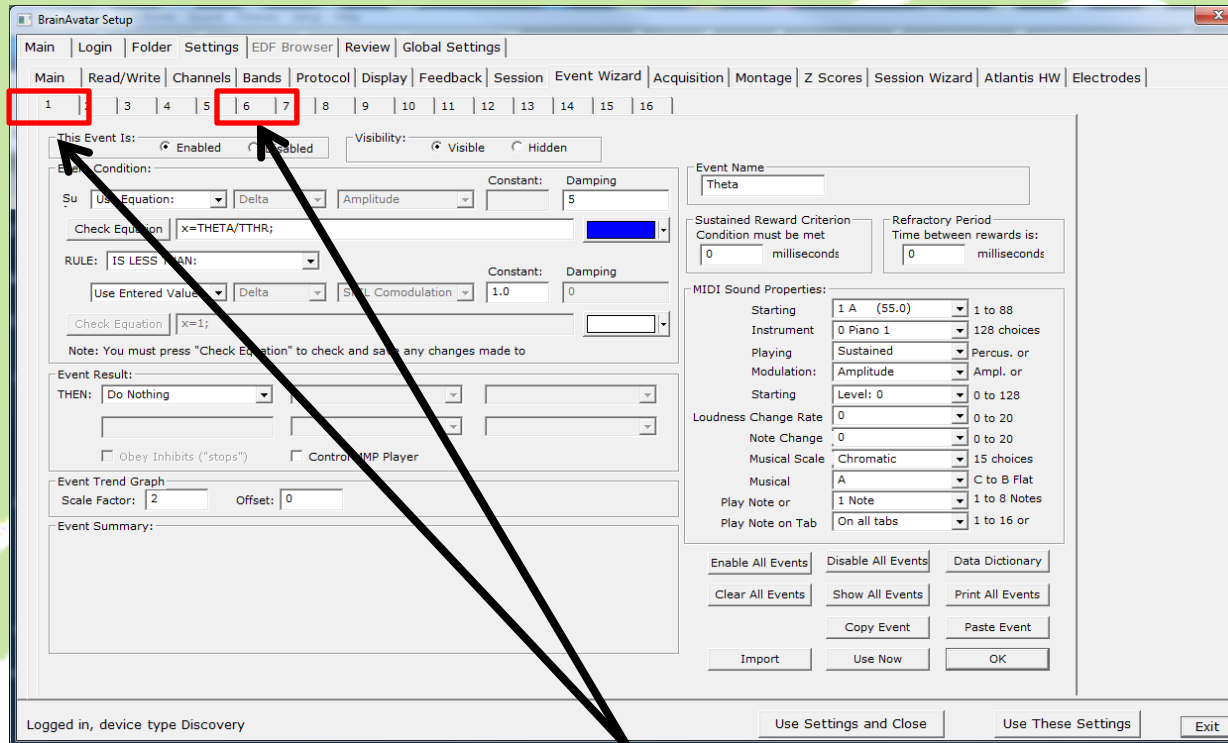 BrainAvatar Setup
Main Login Folder Settings EDF Browser Review Global Settings
Main Read/Write Channels Bands Protocol Display Feedback Session Event Wizard Acquisition Montage Z Scores Session Wizard Atlantis HW Electrodes
1 3 4 5 6 7 8 9 10 11 12 13 14 15 16
This Event Is: Enabled Visibility: Visible Hidden
Condition: Constant: Damping
Su Equation: Delta Amplitude 5
Check Equation x=THETA/TTHR;
RULE: IS LESS THAN:
Constant: Damping
Use Entered Value Delta Comodulation 1.0 0
Check Equation x=1;
Note: You must press "Check Equation" to check and save any changes made to
Event Result:
THEN: Do Nothing
Obey Inhibits ("stops") Control MP Player
Event Trend Graph
Scale Factor: 2 Offset: 0
Event Summary:
Event Name
Theta
Sustained Reward Criterion
Condition must be met
0 milliseconds
Refractory Period
Time between rewards is:
0 milliseconds
MIDI Sound Properties:
Starting 1 A (55.0) 1 to 88
Instrument 0 Piano 1 128 choices
Playing Sustained Percus. or
Modulation: Amplitude Ampl. or
Starting Level: 0 0 to 128
Loudness Change Rate 0 0 to 20
Note Change 0 0 to 20
Musical Scale Chromatic 15 choices
Musical A C to B Flat
Play Note or 1 Note 1 to 8 Notes
Play Note on Tab On all tabs 1 to 16 or
Enable All Events Disable All Events Data Dictionary
Clear All Events Show All Events Print All Events
Copy Event Paste Event
Import Use Now OK
Logged in, device type Discovery
Use Settings and Close Use These Settings Exit